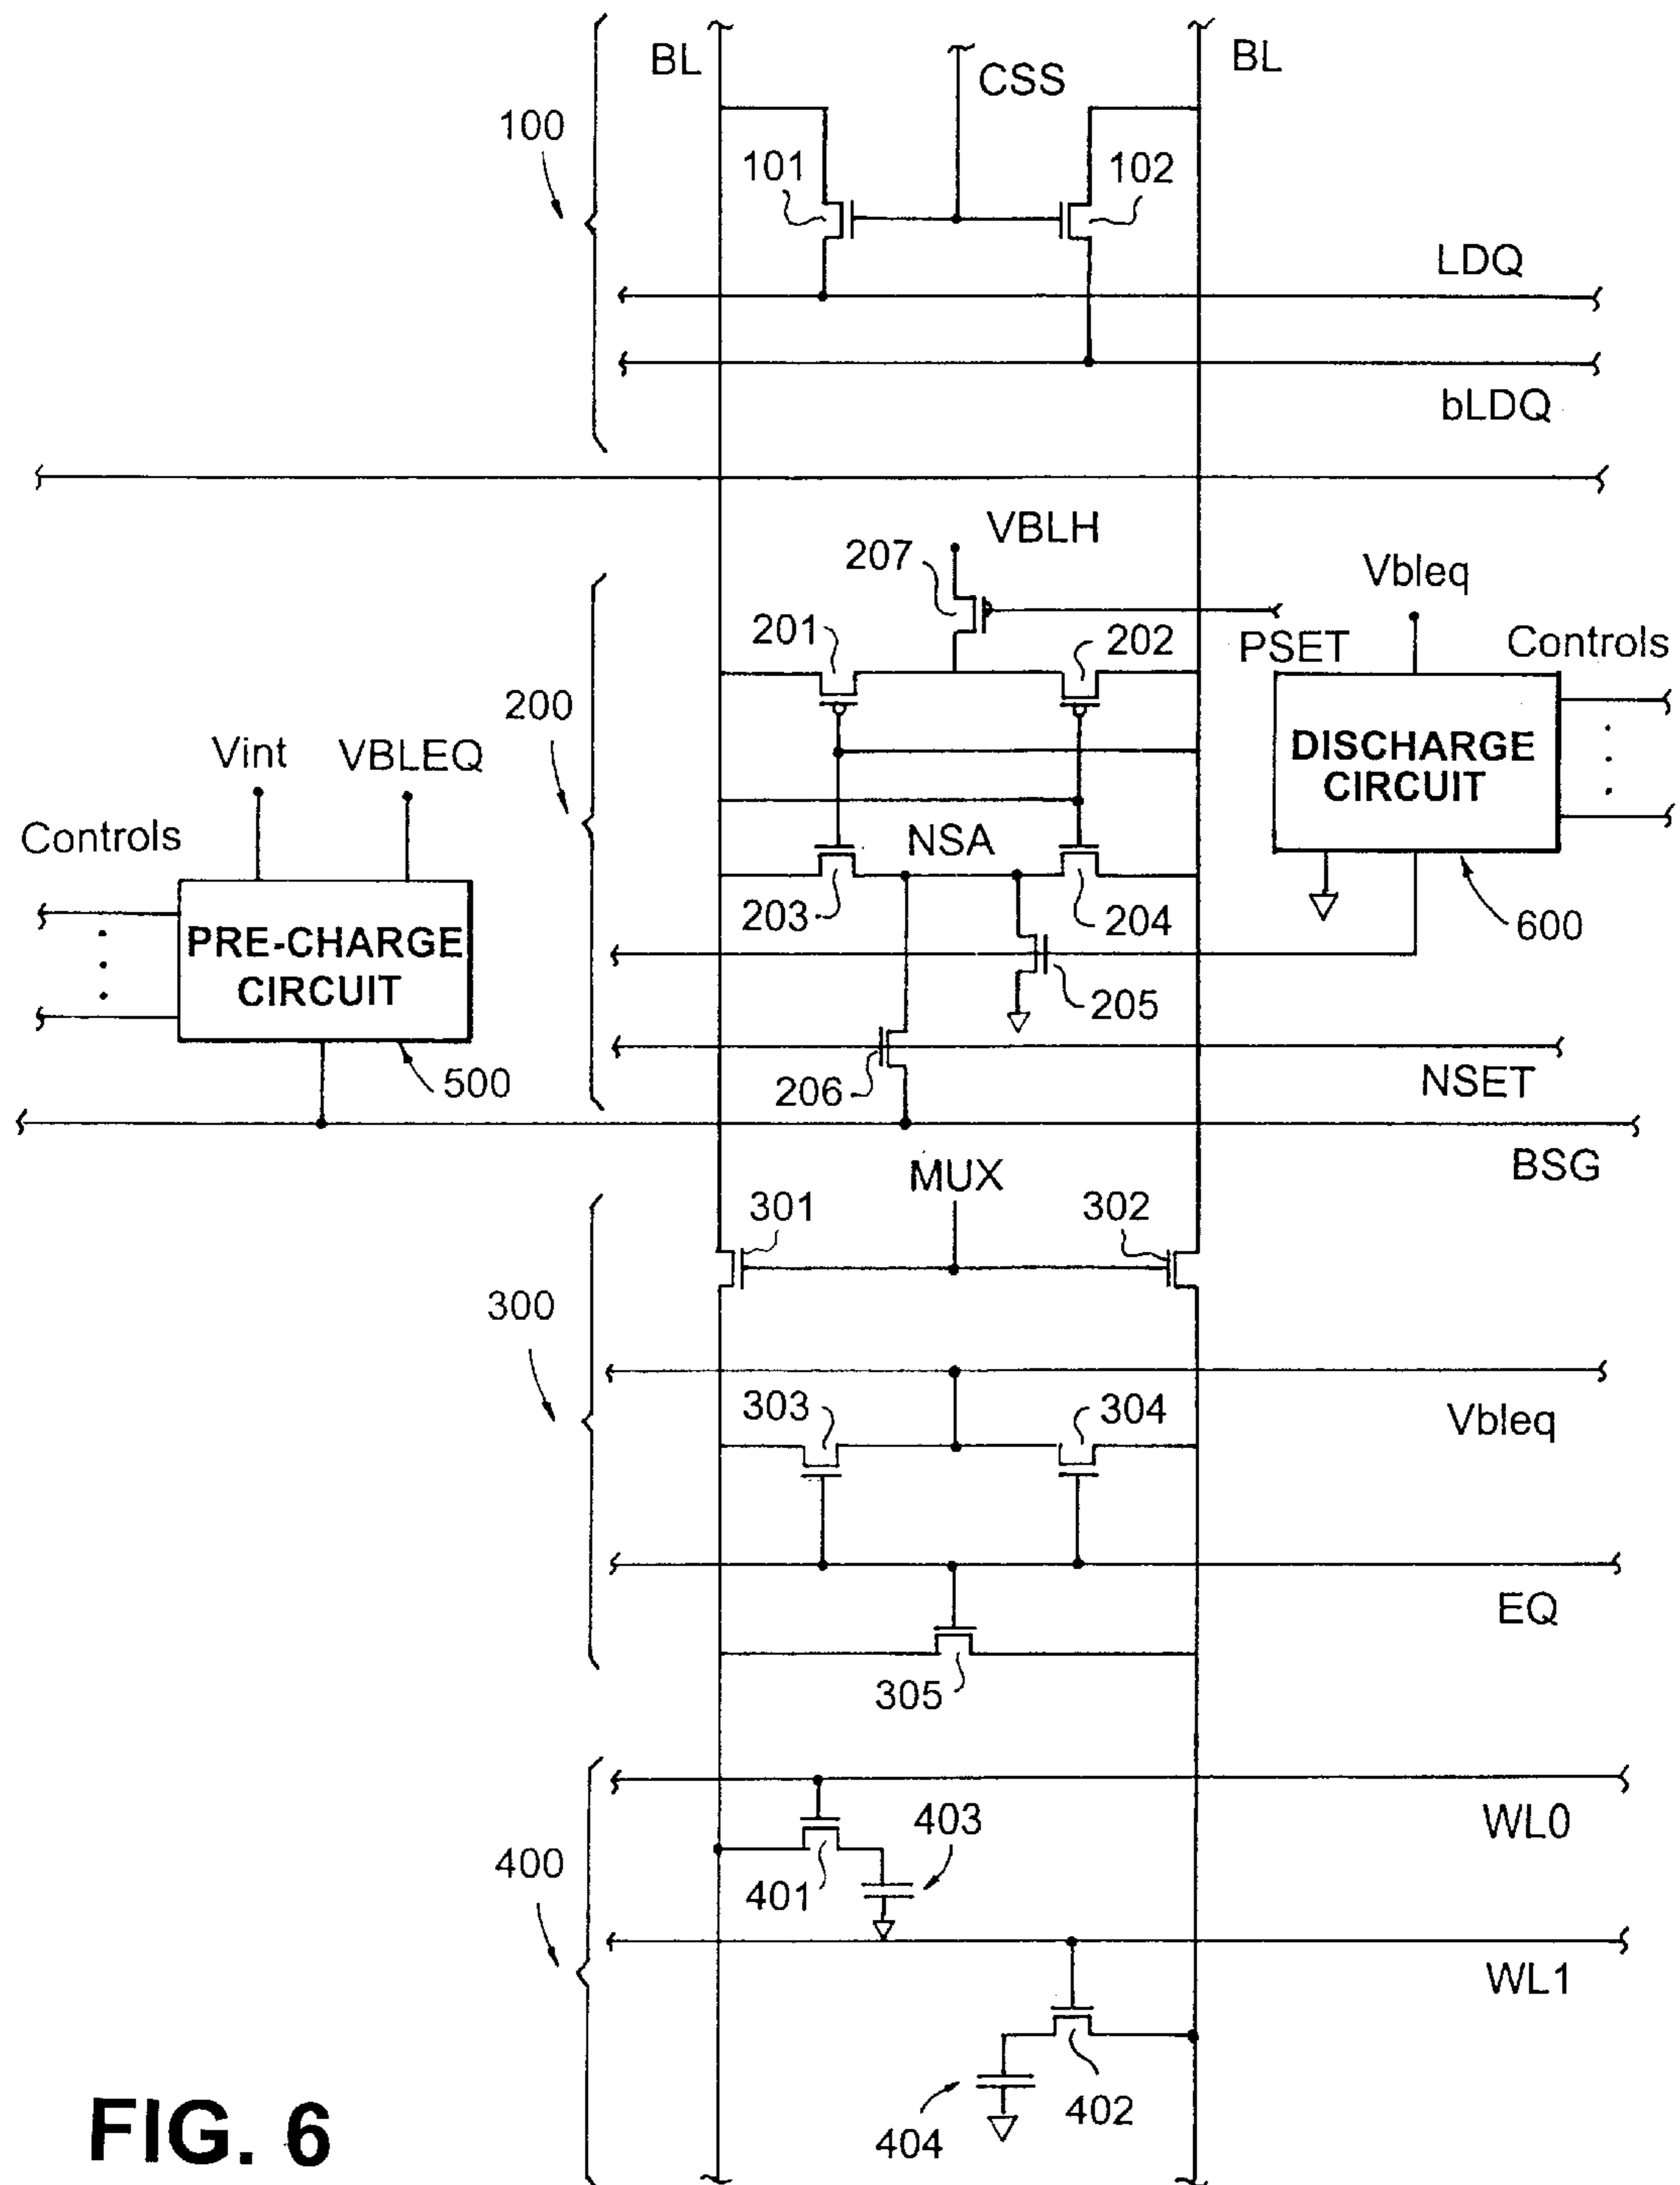 BL
CSS
BL
100
101
102
LDQ
bLDQ
VBLH
207
Vbleq
201
202
PSET
Controls
200
Vint
VBLEQ
DISCHARGE
CIRCUIT
Controls
NSA
203
204
600
PRE-CHARGE
CIRCUIT
205
500
206
NSET
BSG
MUX
301
302
300
303
304
Vbleq
EQ
305
WL0
403
400
401
WL1
402
404
FIG. 6